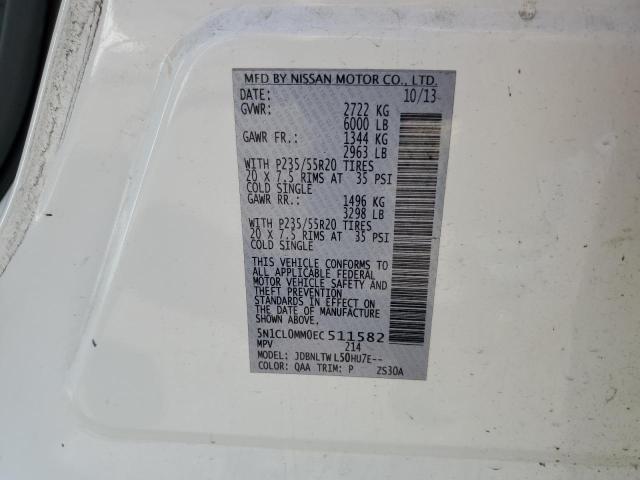 MFD BY NISSAN MOTOR CO., LTD.
DATE: 10/13
GVWR: 2722 KG
6000 LB
GAWR FR.: 1344 KG
2963 LB
WITH P235/55R20 TIRES
20 X 7.5 RIMS AT 35 PSI
COLD SINGLE
GAWR RR.: 1496 KG
3298 LB
WITH P235/55R20 TIRES
20 X 7.5 RIMS AT 35 PSI
COLD SINGLE
THIS VEHICLE CONFORMS TO
ALL APPLICABLE FEDERAL
MOTOR VEHICLE SAFETY AND
THEFT PREVENTION
STANDARDS IN EFFECT ON
THE DATE OF MANUFACTURE
SHOWN ABOVE
5N1CL0MM0EC 511582
MPV 214
MODEL: JDBNLTW L50HU7E--
COLOR: QAA TRIM: P ZS30A